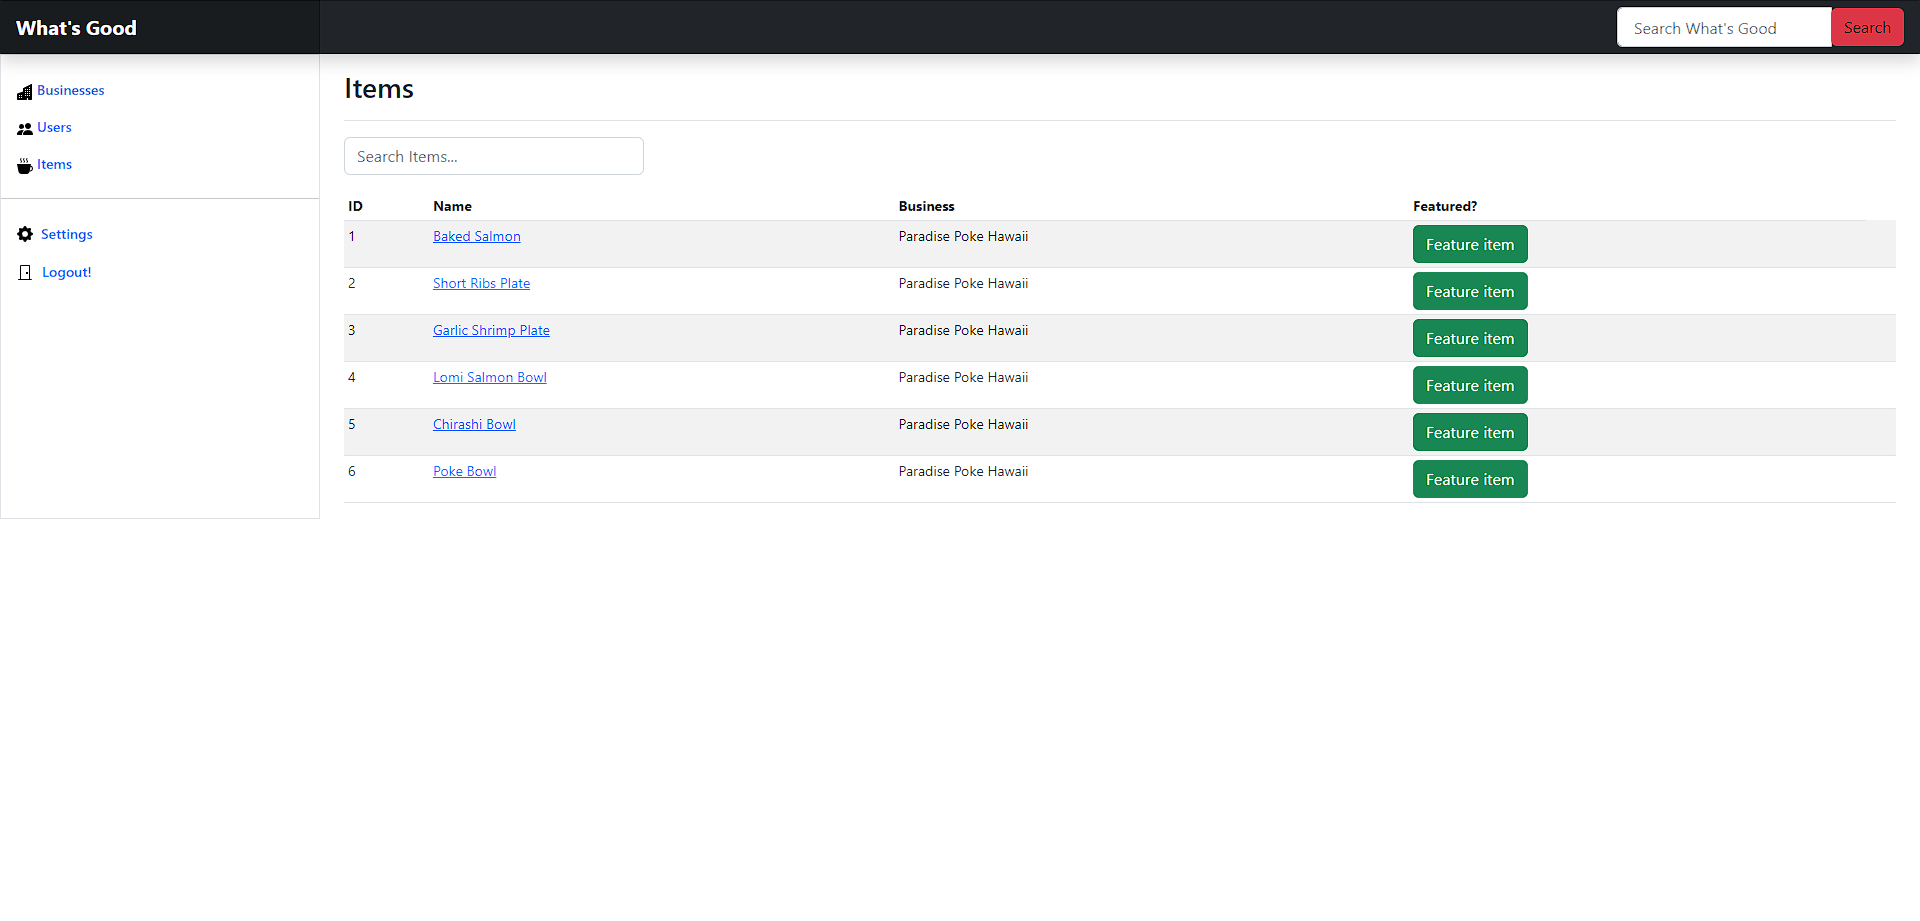 What's Good
Search What's Good
Search
Businesses
Users
Items
Settings
Logout!
Items
Search Items...
ID Name Business Featured?
1 Baked Salmon Paradise Poke Hawaii Feature item
2 Short Ribs Plate Paradise Poke Hawaii Feature item
3 Garlic Shrimp Plate Paradise Poke Hawaii Feature item
4 Lomi Salmon Bowl Paradise Poke Hawaii Feature item
5 Chirashi Bowl Paradise Poke Hawaii Feature item
6 Poke Bowl Paradise Poke Hawaii Feature item